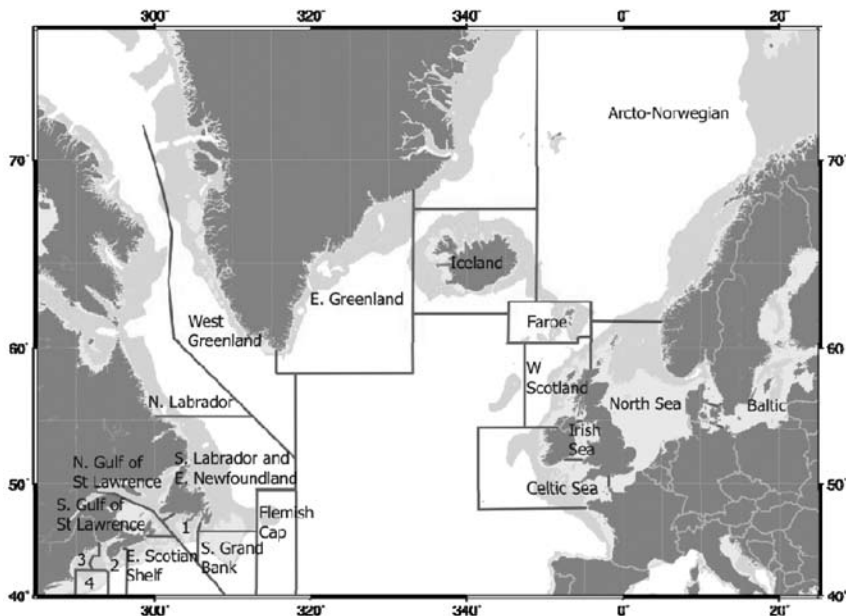 300° 320° 340° 0° 20°
Arcto-Norwegian
70° 70°
Iceland
E. Greenland
West
Greenland
Faroe
60° 60°
W
Scotland
N. Labrador
North Sea
Baltic
Irish
Sea
N. Gulf of
St Lawrence
S. Labrador and
E. Newfoundland
50° 50°
Celtic Sea
S. Gulf of
St Lawrence
Flemish
Cap
1
S. Grand
Bank
E. Scotian
Shelf
3
2
4
40° 40°
300° 320° 340° 0° 20°